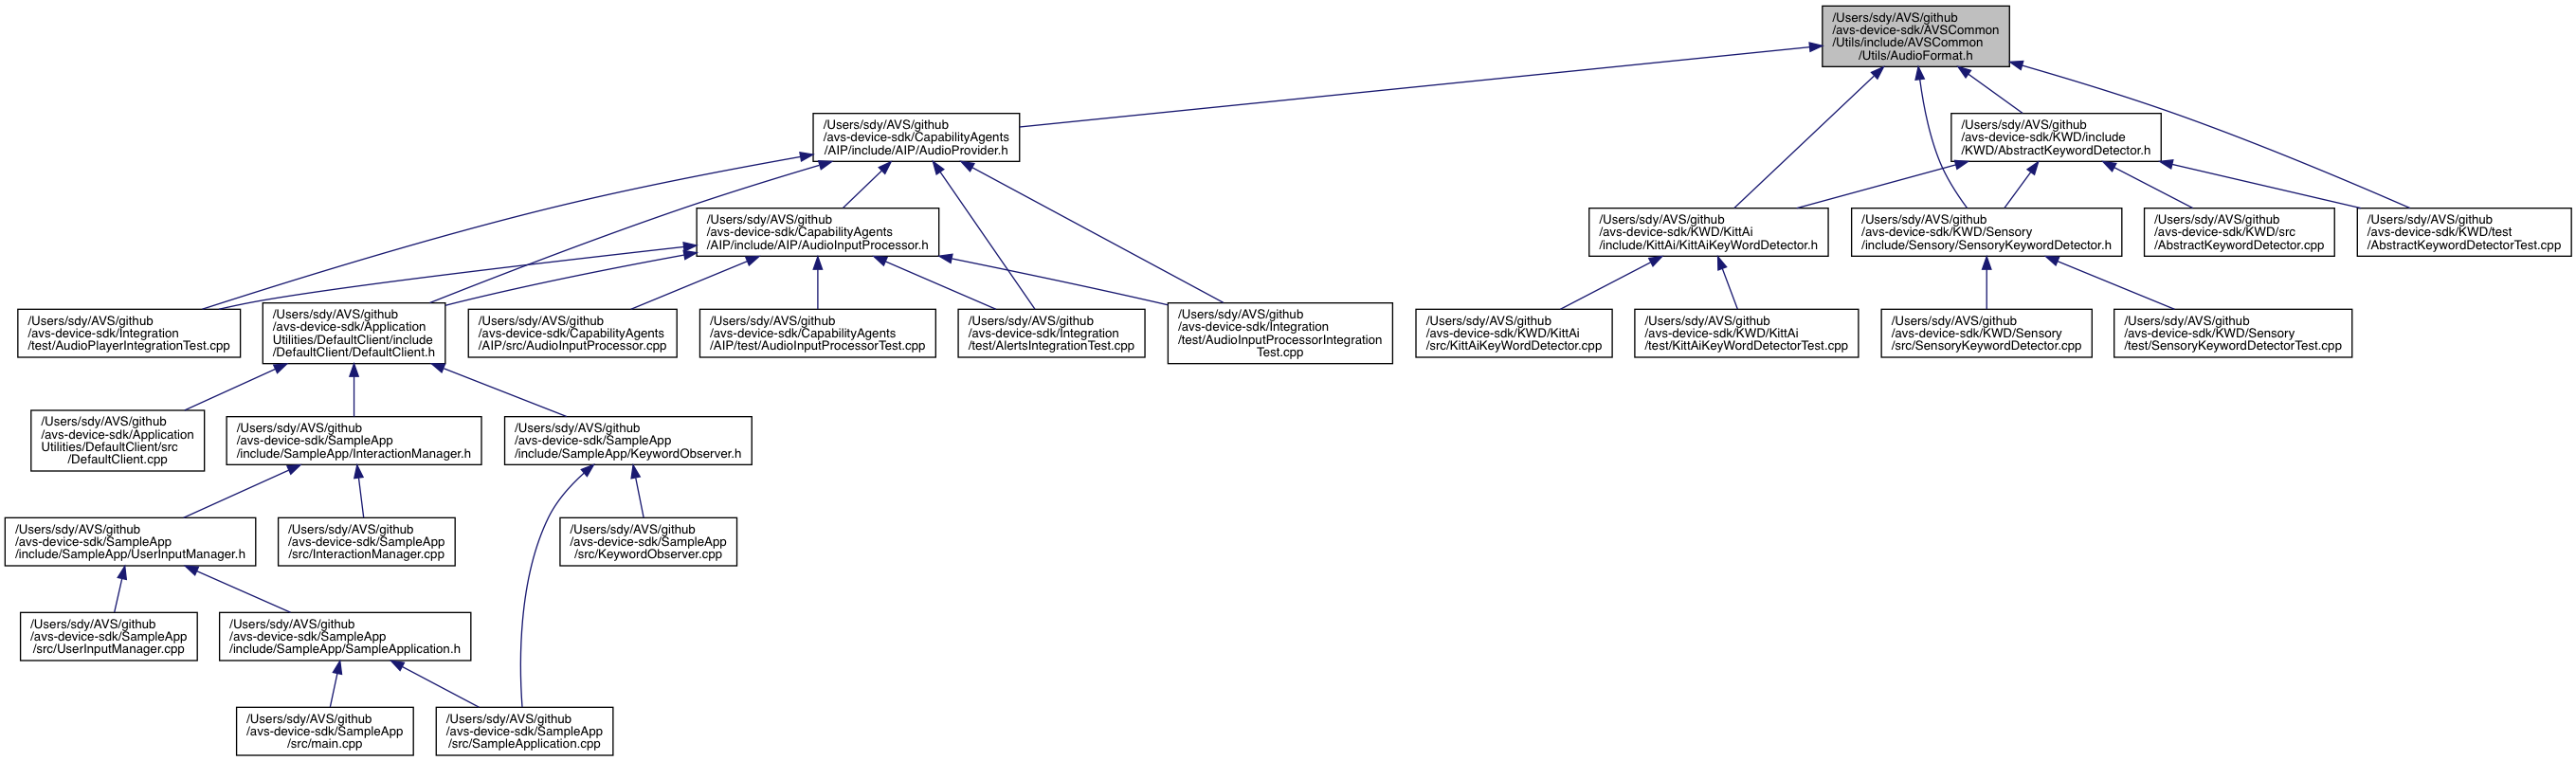 /Users/sdy/AVS/github
/avs-device-sdk/AVSCommon
/Utils/include/AVSCommon
/Utils/AudioFormat.h
/Users/sdy/AVS/github
/avs-device-sdk/CapabilityAgents
/AIP/include/AIP/AudioProvider.h
/Users/sdy/AVS/github
/avs-device-sdk/KWD/include
/KWD/AbstractKeywordDetector.h
/Users/sdy/AVS/github
/avs-device-sdk/CapabilityAgents
/AIP/include/AIP/AudioInputProcessor.h
/Users/sdy/AVS/github
/avs-device-sdk/KWD/KittAi
/include/KittAi/KittAiKeyWordDetector.h
/Users/sdy/AVS/github
/avs-device-sdk/KWD/Sensory
/include/Sensory/SensoryKeywordDetector.h
/Users/sdy/AVS/github
/avs-device-sdk/KWD/src
/AbstractKeywordDetector.cpp
/Users/sdy/AVS/github
/avs-device-sdk/KWD/test
/AbstractKeywordDetectorTest.cpp
/Users/sdy/AVS/github
/avs-device-sdk/Integration
/test/AudioPlayerIntegrationTest.cpp
/Users/sdy/AVS/github
/avs-device-sdk/Application
Utilities/DefaultClient/include
/DefaultClient/DefaultClient.h
/Users/sdy/AVS/github
/avs-device-sdk/CapabilityAgents
/AIP/src/AudioInputProcessor.cpp
/Users/sdy/AVS/github
/avs-device-sdk/CapabilityAgents
/AIP/test/AudioInputProcessorTest.cpp
/Users/sdy/AVS/github
/avs-device-sdk/Integration
/test/AlertsIntegrationTest.cpp
/Users/sdy/AVS/github
/avs-device-sdk/Integration
/test/AudioInputProcessorIntegration
Test.cpp
/Users/sdy/AVS/github
/avs-device-sdk/KWD/KittAi
/src/KittAiKeyWordDetector.cpp
/Users/sdy/AVS/github
/avs-device-sdk/KWD/KittAi
/test/KittAiKeyWordDetectorTest.cpp
/Users/sdy/AVS/github
/avs-device-sdk/KWD/Sensory
/src/SensoryKeywordDetector.cpp
/Users/sdy/AVS/github
/avs-device-sdk/KWD/Sensory
/test/SensoryKeywordDetectorTest.cpp
/Users/sdy/AVS/github
/avs-device-sdk/Application
Utilities/DefaultClient/src
/DefaultClient.cpp
/Users/sdy/AVS/github
/avs-device-sdk/SampleApp
/include/SampleApp/InteractionManager.h
/Users/sdy/AVS/github
/avs-device-sdk/SampleApp
/include/SampleApp/KeywordObserver.h
/Users/sdy/AVS/github
/avs-device-sdk/SampleApp
/include/SampleApp/UserInputManager.h
/Users/sdy/AVS/github
/avs-device-sdk/SampleApp
/src/InteractionManager.cpp
/Users/sdy/AVS/github
/avs-device-sdk/SampleApp
/src/KeywordObserver.cpp
/Users/sdy/AVS/github
/avs-device-sdk/SampleApp
/src/UserInputManager.cpp
/Users/sdy/AVS/github
/avs-device-sdk/SampleApp
/include/SampleApp/SampleApplication.h
/Users/sdy/AVS/github
/avs-device-sdk/SampleApp
/src/main.cpp
/Users/sdy/AVS/github
/avs-device-sdk/SampleApp
/src/SampleApplication.cpp